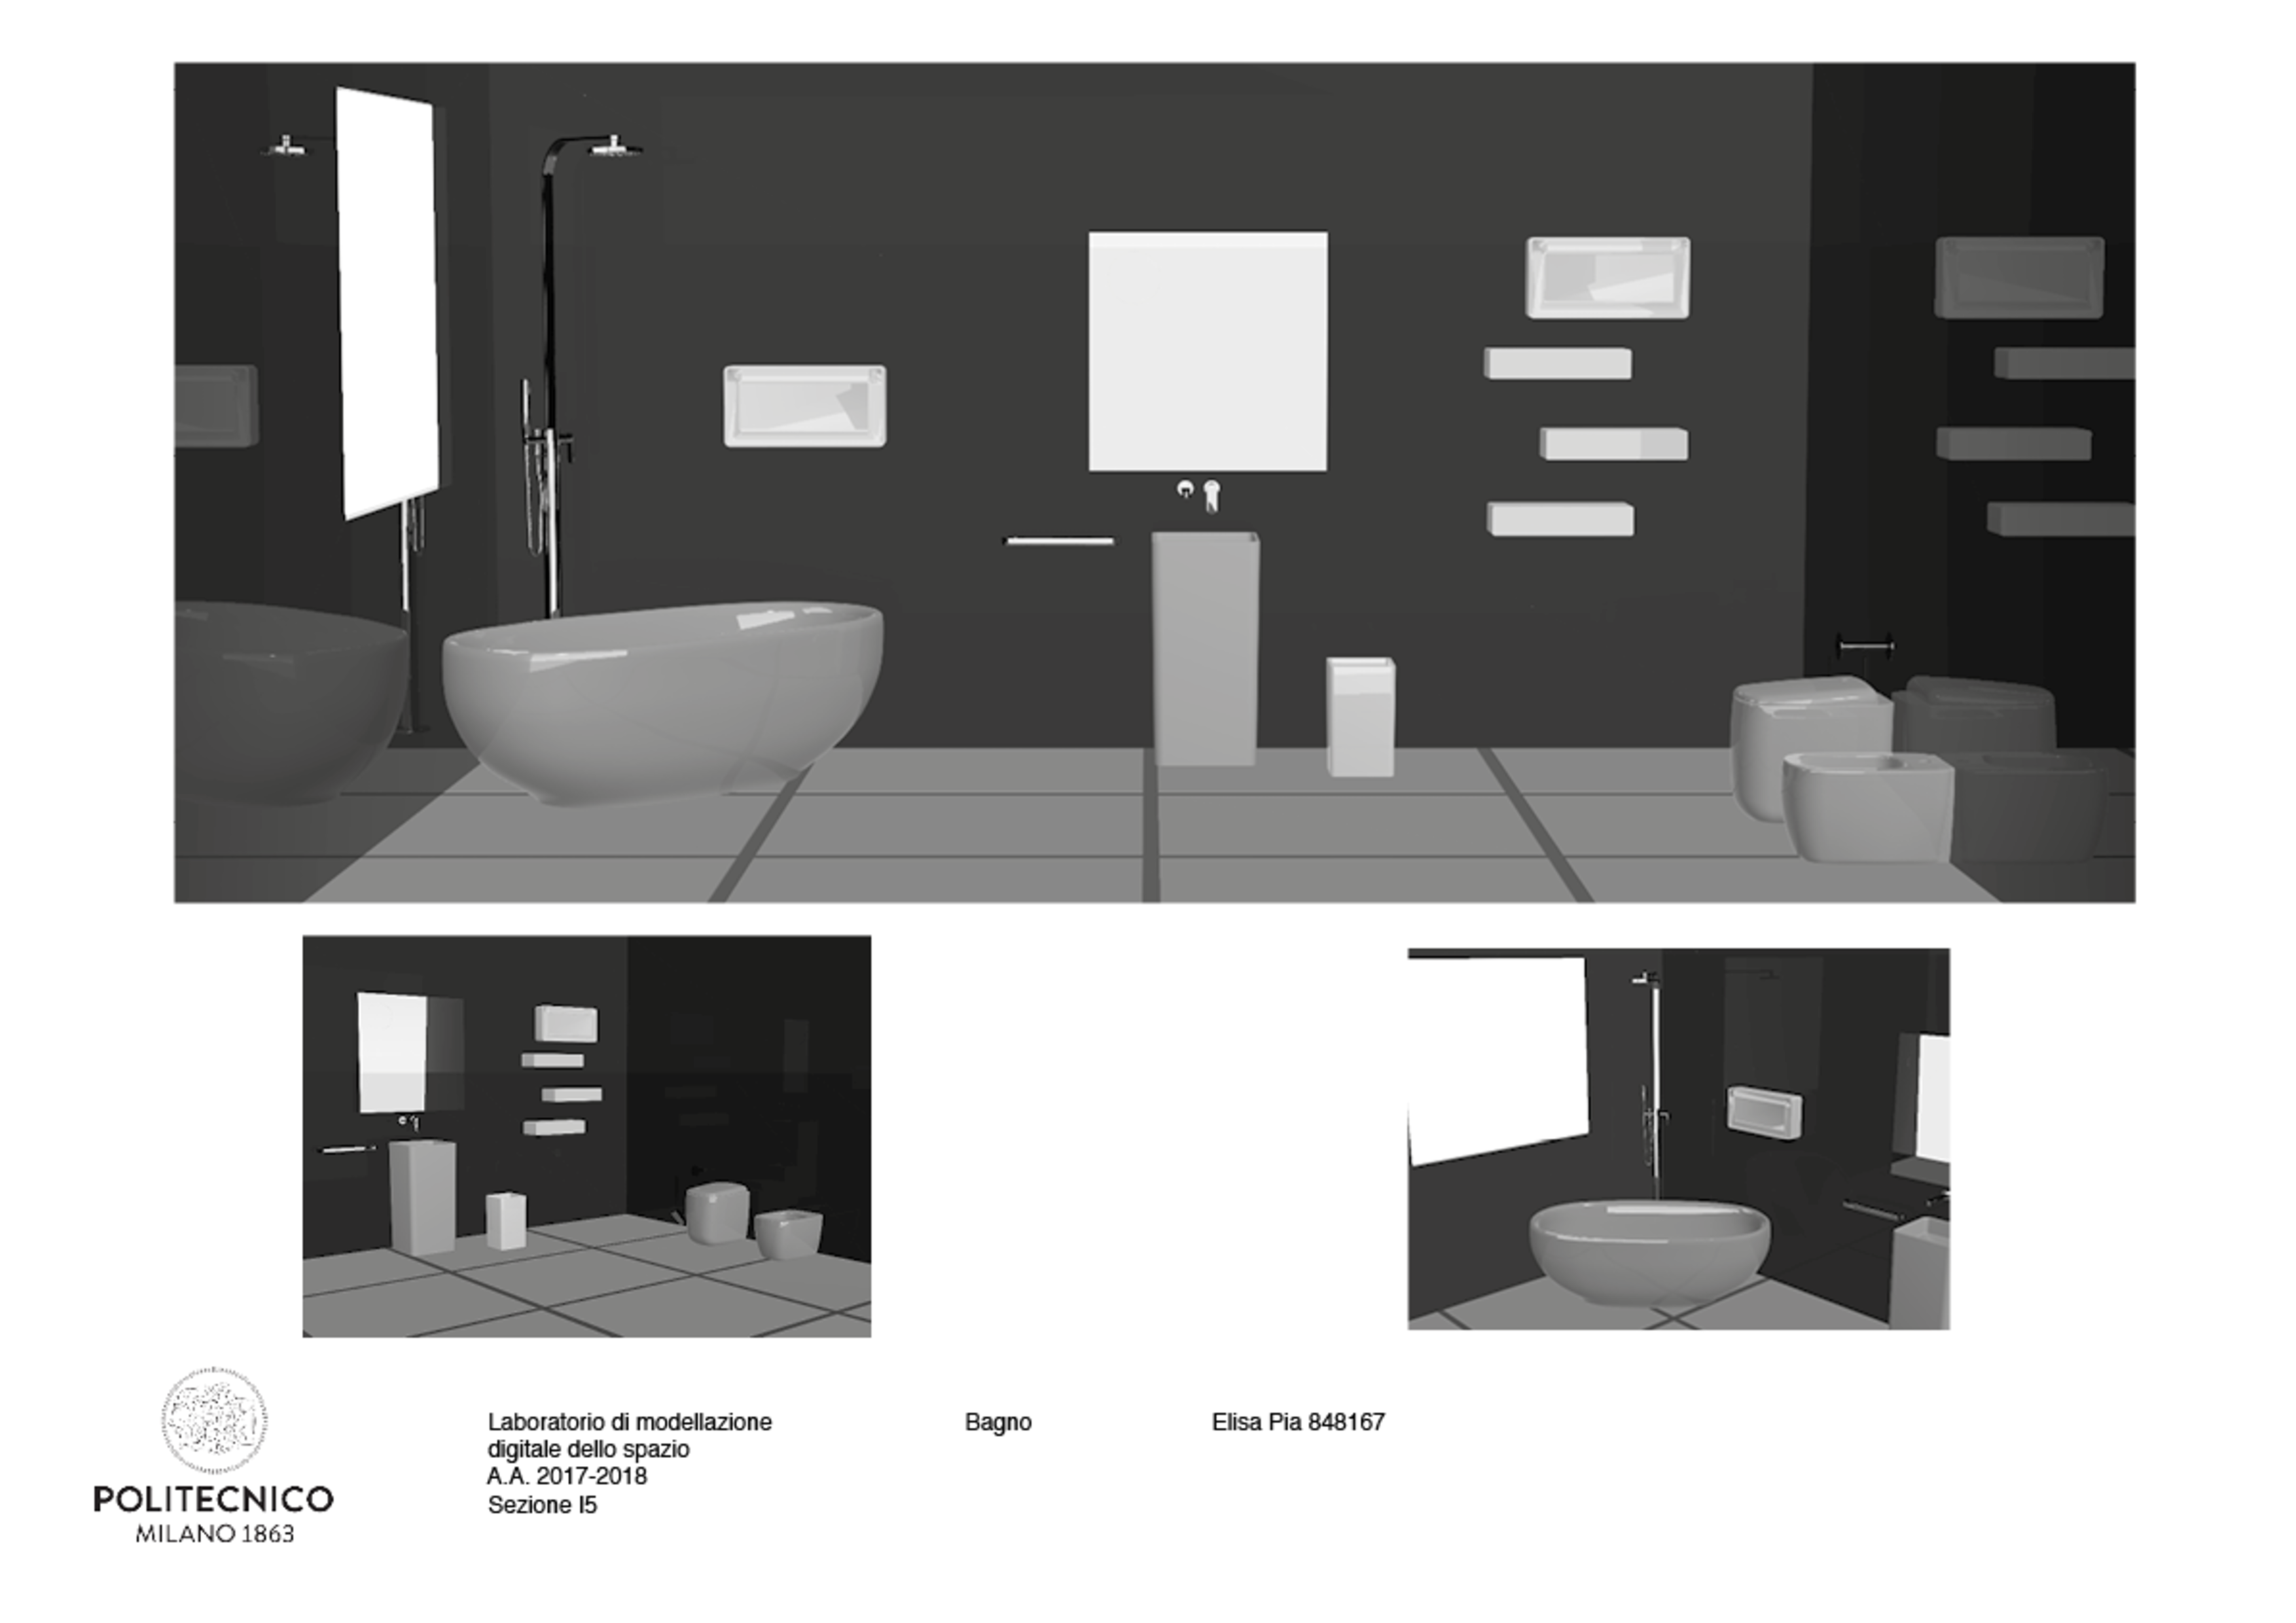 Laboratorio di modellazione
digitale dello spazio
A.A. 2017-2018
Sezione I5
Bagno
Elisa Pia 848167
POLITECNICO
MILANO 1863